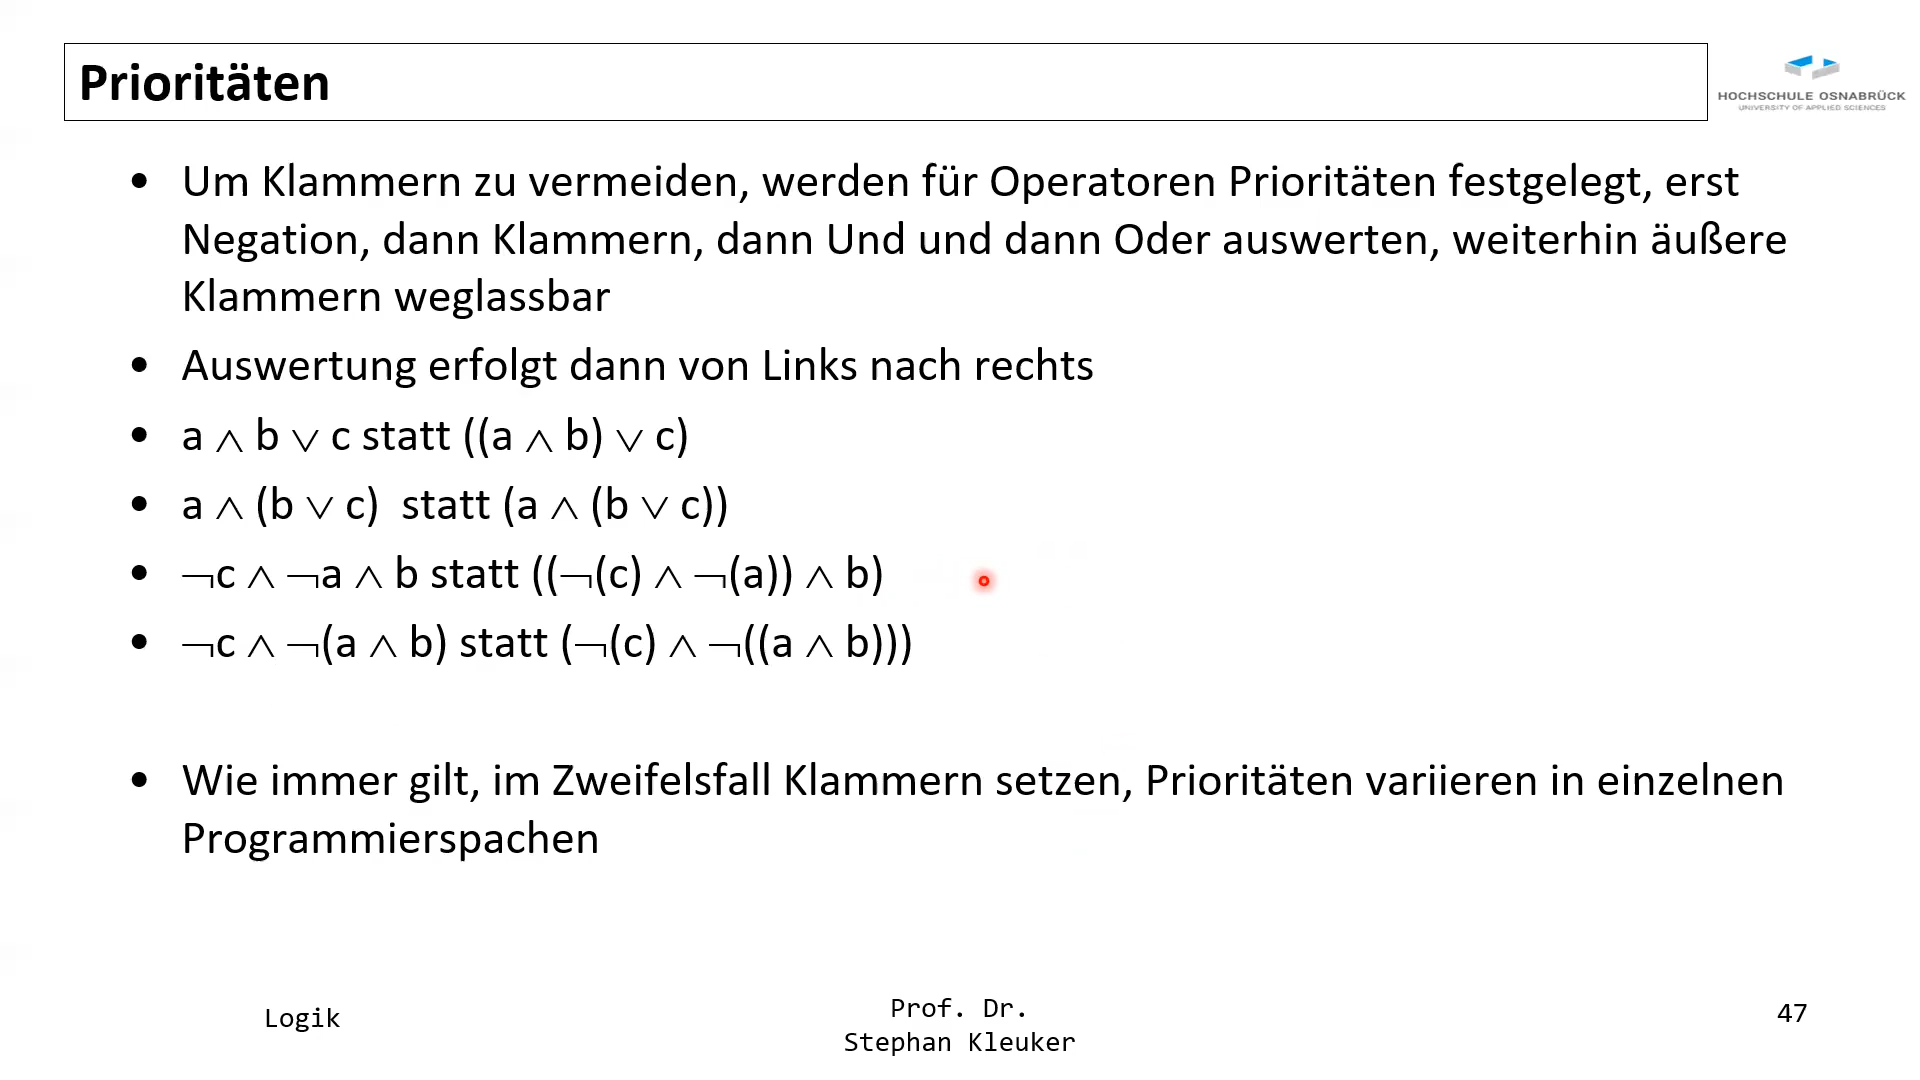 Prioritäten
HOCHSCHULE OSNABRÜCK
UNIVERSITY OF APPLIED SCIENCES
• Um Klammern zu vermeiden, werden für Operatoren Prioritäten festgelegt, erst
Negation, dann Klammern, dann Und und dann Oder auswerten, weiterhin äußere
Klammern weglassbar
• Auswertung erfolgt dann von Links nach rechts
• a ∧ b ∨ c statt ((a ∧ b) ∨ c)
• a ∧ (b ∨ c) statt (a ∧ (b ∨ c))
• ¬c ∧ ¬a ∧ b statt ((¬(c) ∧ ¬(a)) ∧ b)
• ¬c ∧ ¬(a ∧ b) statt (¬(c) ∧ ¬((a ∧ b)))
• Wie immer gilt, im Zweifelsfall Klammern setzen, Prioritäten variieren in einzelnen
Programmierspachen
Logik
Prof. Dr.
Stephan Kleuker
47